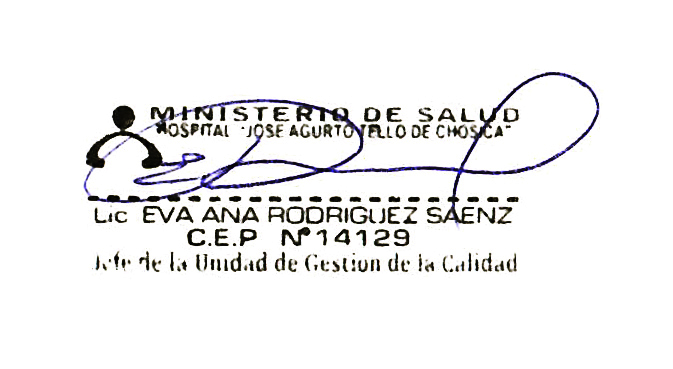 MINISTERIO DE SALUD
HOSPITAL "JOSE AGURTO TELLO DE CHOSICA"
Lic EVA ANA RODRIGUEZ SAENZ
C.E.P N°14129
Jefe de la Unidad de Gestion de la Calidad